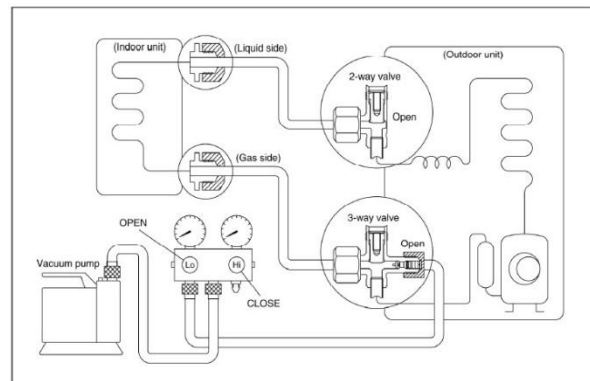 (Indoor unit)
(Liquid side)
(Outdoor unit)
2-way valve
Open
(Gas side)
3-way valve
OPEN
Open
Vacuum pump
Lo
Hi
CLOSE